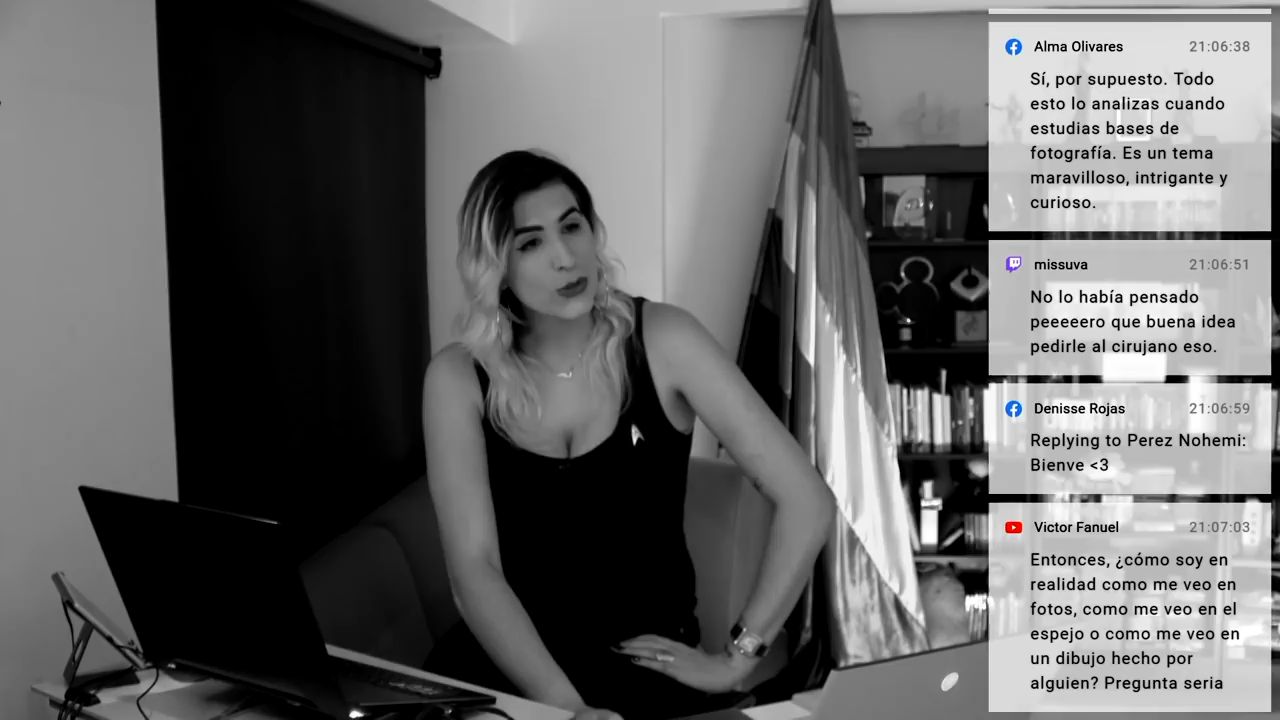 Alma Olivares 21:06:38
Sí, por supuesto. Todo
esto lo analizas cuando
estudias bases de
fotografía. Es un tema
maravilloso, intrigante y
curioso.
missuva 21:06:51
No lo había pensado
peeeeero que buena idea
pedirle al cirujano eso.
Denisse Rojas 21:06:59
Replying to Perez Nohemi:
Bienve <3
Victor Fanuel 21:07:03
Entonces, ¿cómo soy en
realidad como me veo en
fotos, como me veo en el
espejo o como me veo en
un dibujo hecho por
alguien? Pregunta seria